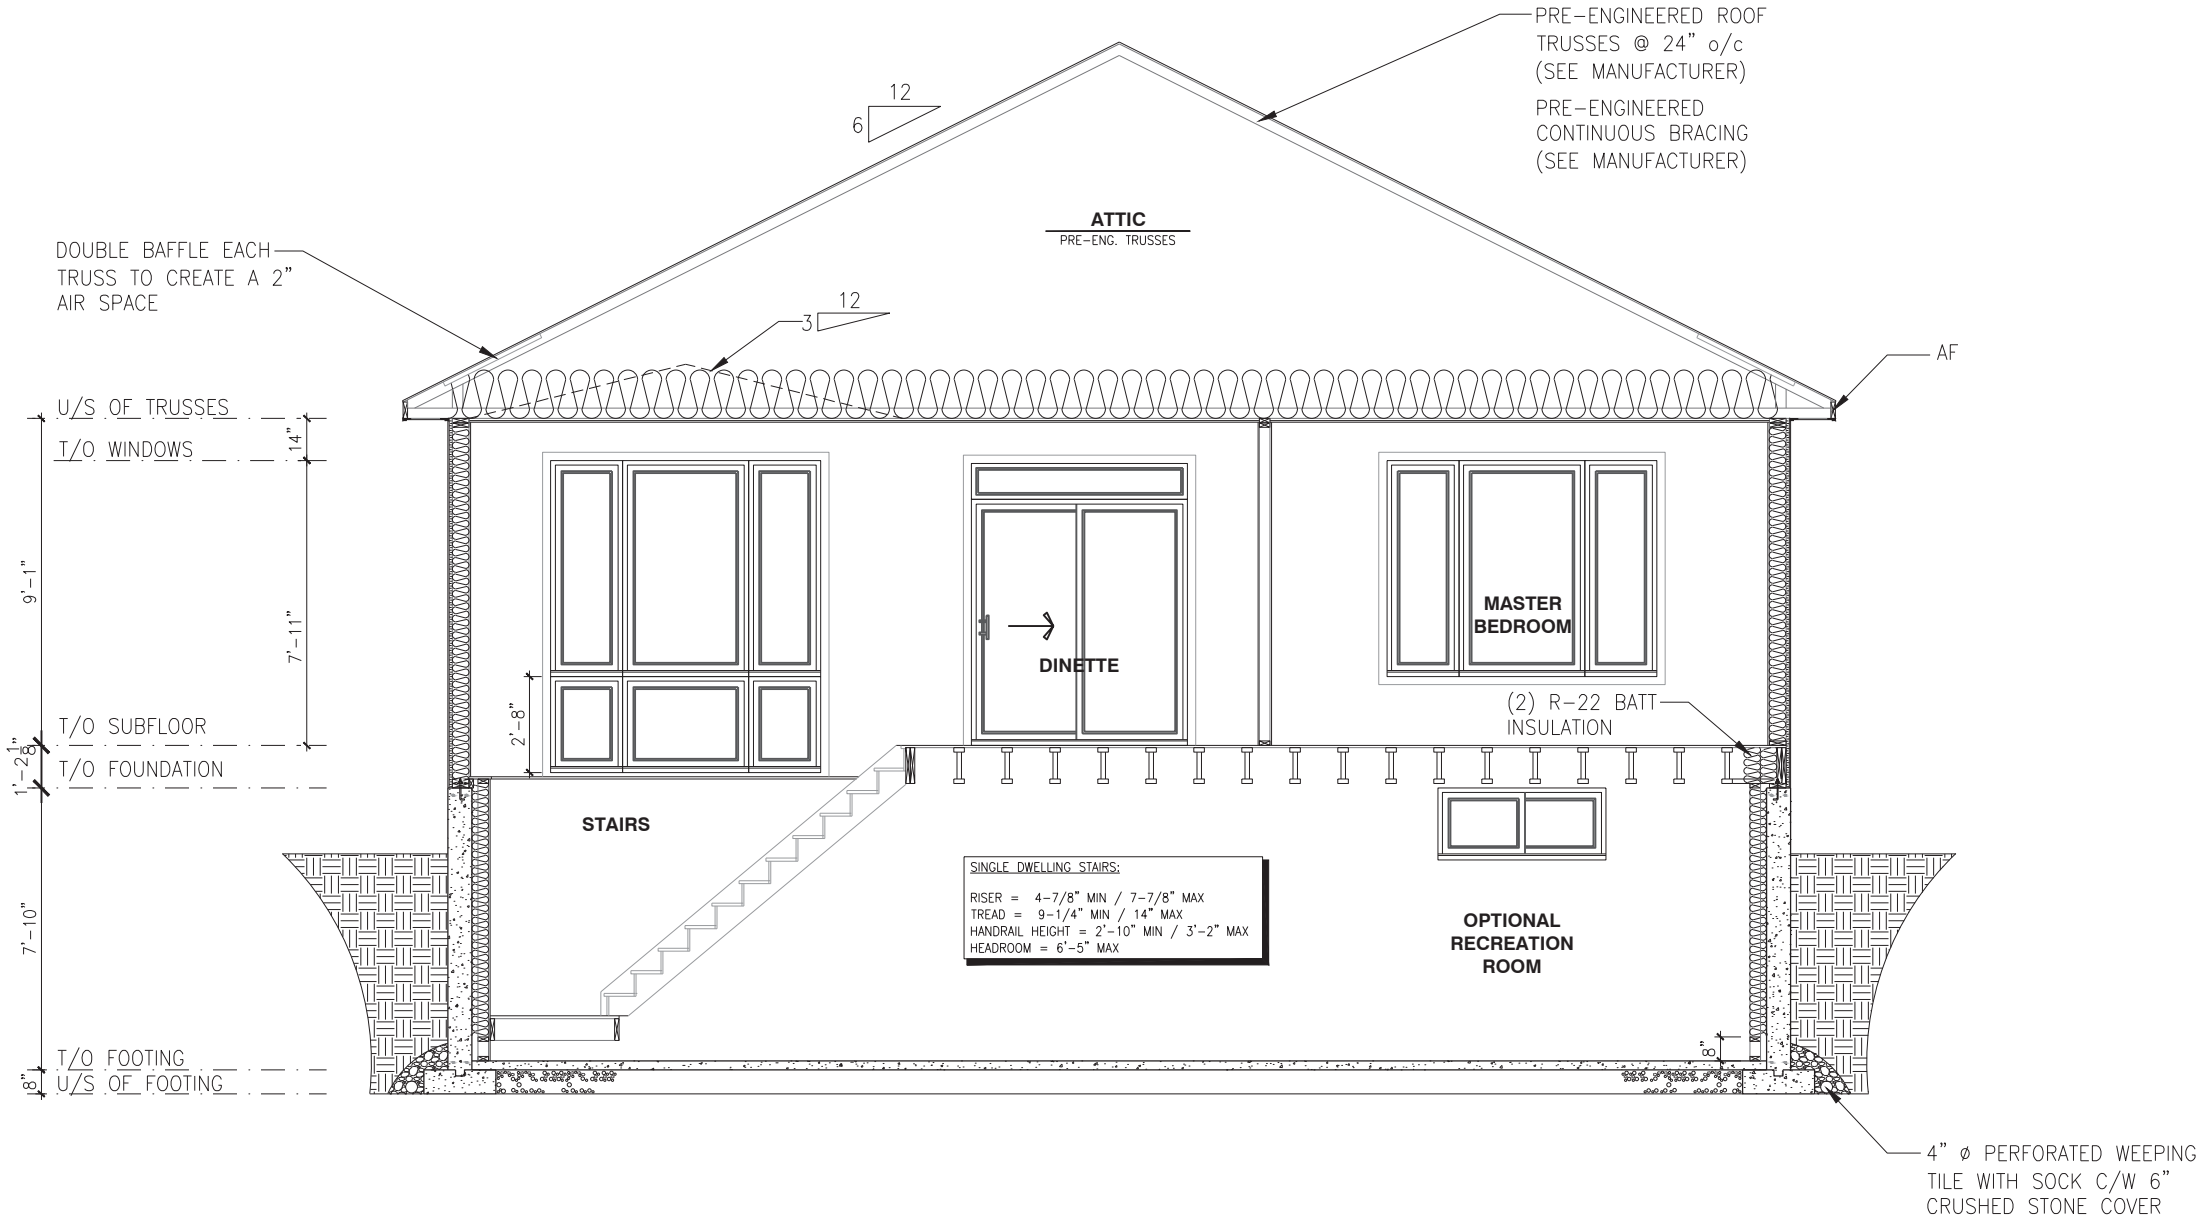 PRE-ENGINEERED ROOF
TRUSSES @ 24" o/c
(SEE MANUFACTURER)
PRE-ENGINEERED
CONTINUOUS BRACING
(SEE MANUFACTURER)
12
6
ATTIC
PRE-ENG. TRUSSES
DOUBLE BAFFLE EACH
TRUSS TO CREATE A 2"
AIR SPACE
12
3
AF
U/S OF TRUSSES
14"
T/O WINDOWS
9'-1"
7'-11"
MASTER
BEDROOM
DINETTE
2'-8"
(2) R-22 BATT
INSULATION
T/O SUBFLOOR
1'-2 1/8"
T/O FOUNDATION
STAIRS
SINGLE DWELLING STAIRS:
RISER = 4-7/8" MIN / 7-7/8" MAX
TREAD = 9-1/4" MIN / 14" MAX
HANDRAIL HEIGHT = 2'-10" MIN / 3'-2" MAX
HEADROOM = 6'-5" MAX
7'-10"
OPTIONAL
RECREATION
ROOM
8"
T/O FOOTING
8"
U/S OF FOOTING
4" ø PERFORATED WEEPING
TILE WITH SOCK C/W 6"
CRUSHED STONE COVER